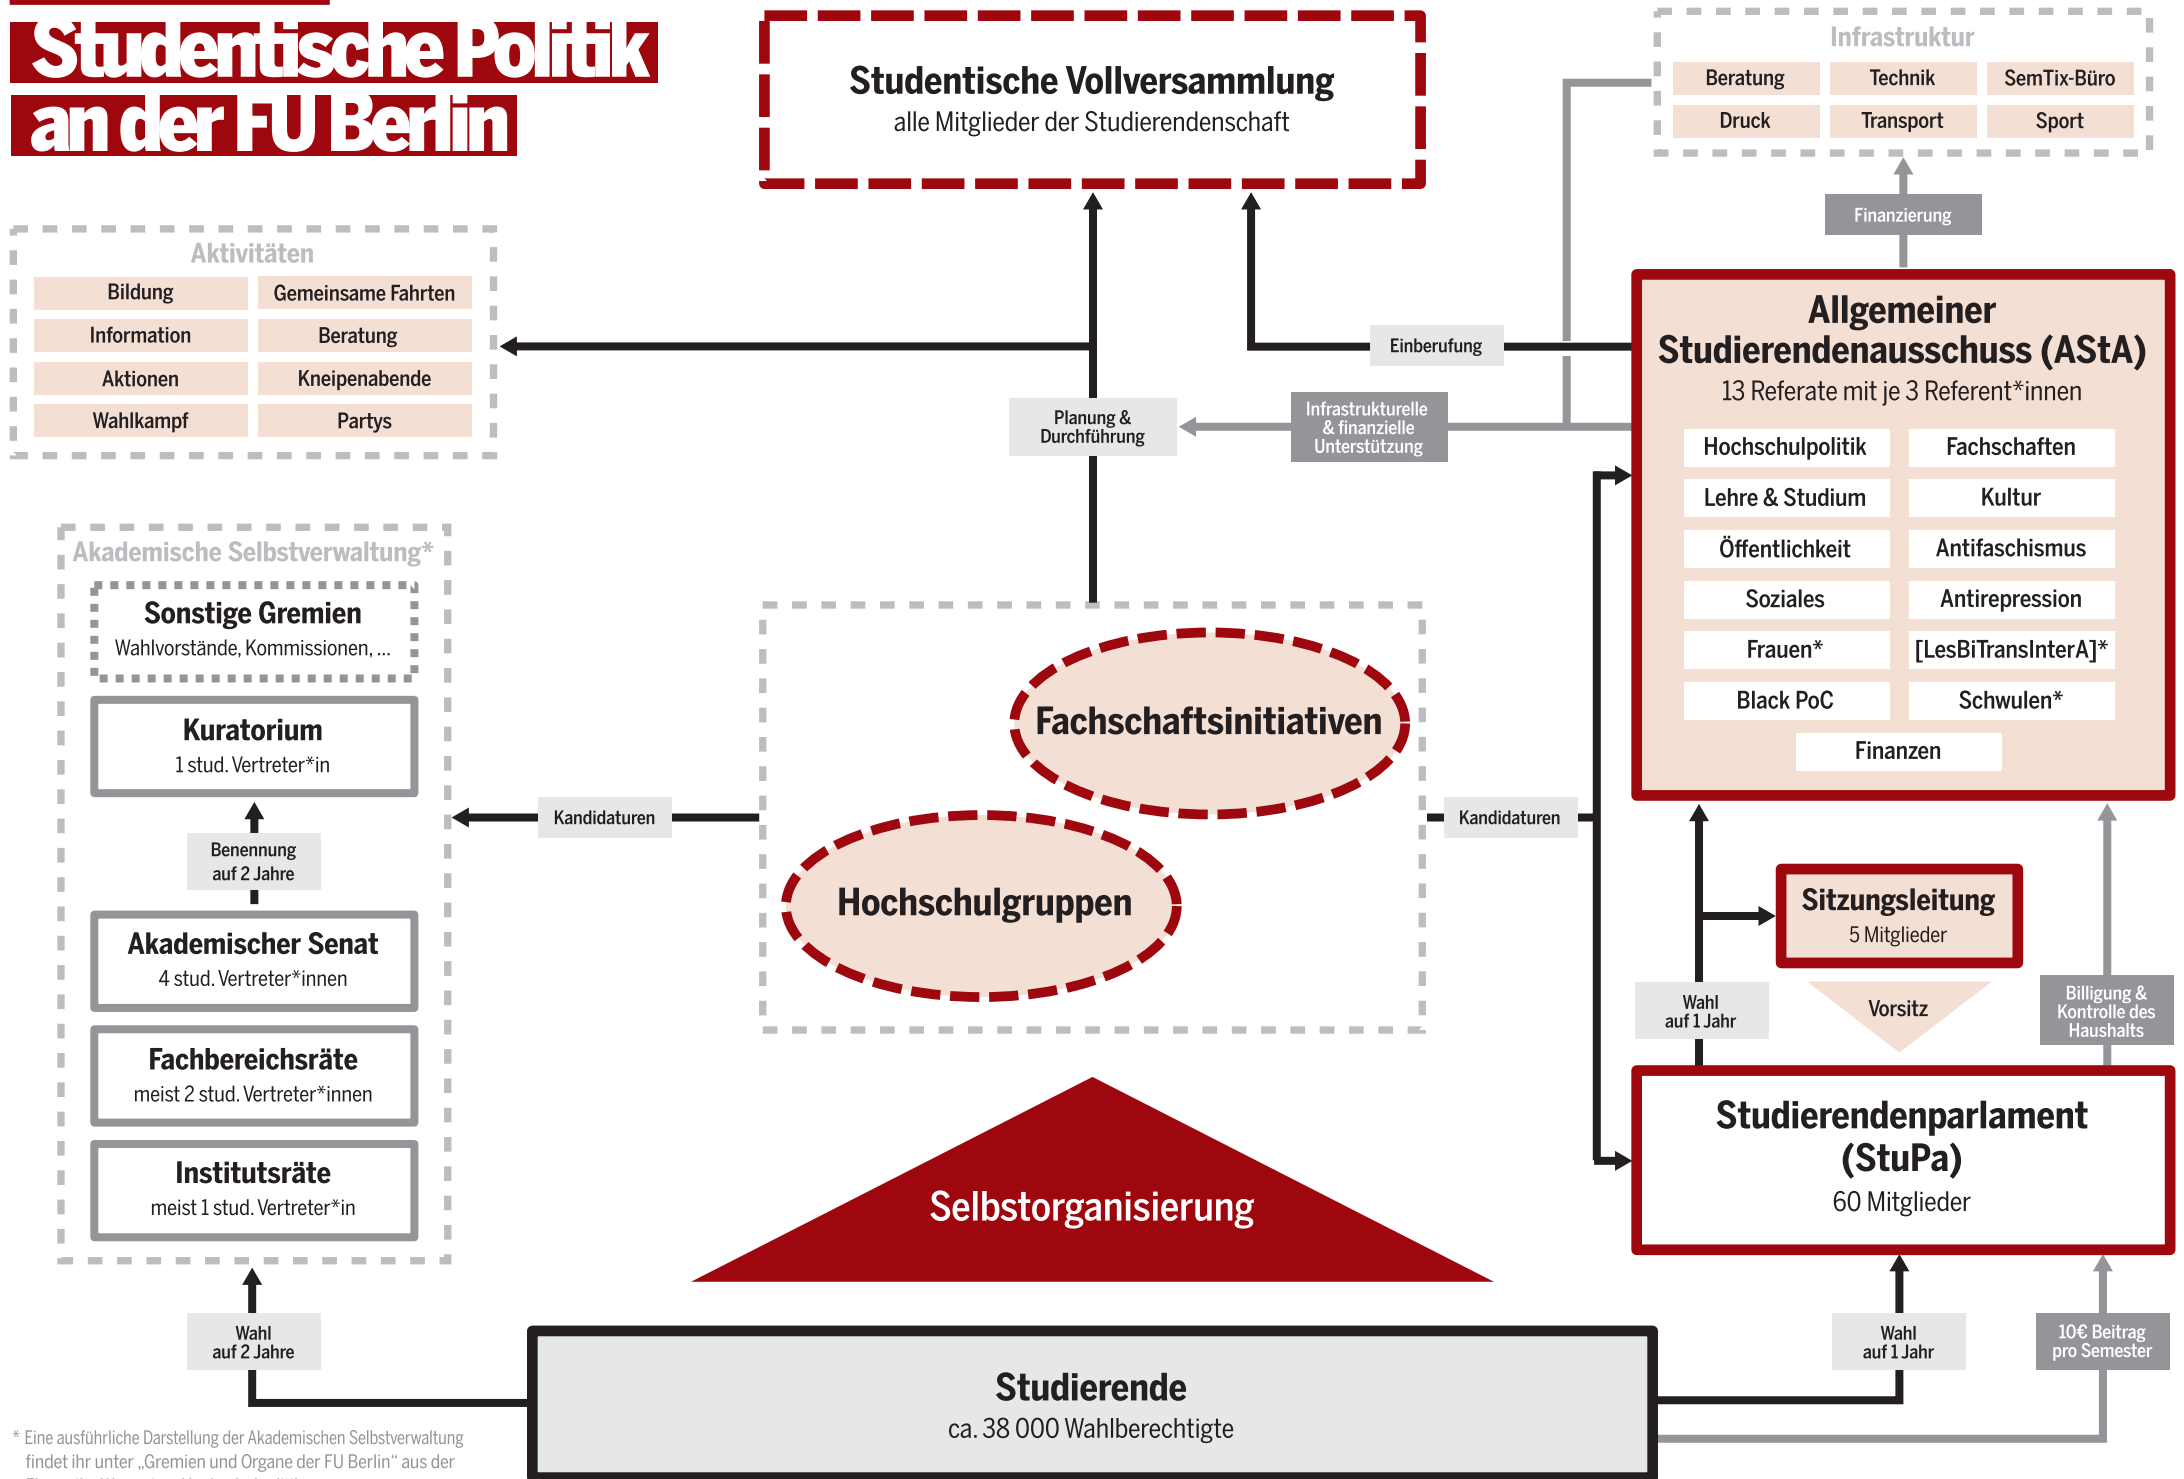 Studentische Politik
an der FU Berlin
Studentische Vollversammlung
alle Mitglieder der Studierendenschaft
Infrastruktur
Beratung
Technik
SemTix-Büro
Druck
Transport
Sport
Finanzierung
Aktivitäten
Bildung
Gemeinsame Fahrten
Information
Beratung
Aktionen
Kneipenabende
Wahlkampf
Partys
Einberufung
Planung &
Durchführung
Infrastrukturelle
& finanzielle
Unterstützung
Allgemeiner
Studierendenausschuss (AStA)
13 Referate mit je 3 Referent*innen
Hochschulpolitik
Fachschaften
Lehre & Studium
Kultur
Öffentlichkeit
Antifaschismus
Soziales
Antirepression
Frauen*
[LesBiTransInterA]*
Black PoC
Schwulen*
Finanzen
Akademische Selbstverwaltung*
Sonstige Gremien
Wahlvorstände, Kommissionen, ...
Kuratorium
1 stud. Vertreter*in
Benennung
auf 2 Jahre
Akademischer Senat
4 stud. Vertreter*innen
Fachbereichsräte
meist 2 stud. Vertreter*innen
Institutsräte
meist 1 stud. Vertreter*in
Wahl
auf 2 Jahre
Kandidaturen
Fachschaftsinitiativen
Hochschulgruppen
Kandidaturen
Sitzungsleitung
5 Mitglieder
Vorsitz
Wahl
auf 1 Jahr
Billigung &
Kontrolle des
Haushalts
Studierendenparlament
(StuPa)
60 Mitglieder
Selbstorganisierung
Wahl
auf 1 Jahr
10€ Beitrag
pro Semester
Studierende
ca. 38 000 Wahlberechtigte
* Eine ausführliche Darstellung der Akademischen Selbstverwaltung
findet ihr unter „Gremien und Organe der FU Berlin“ aus der